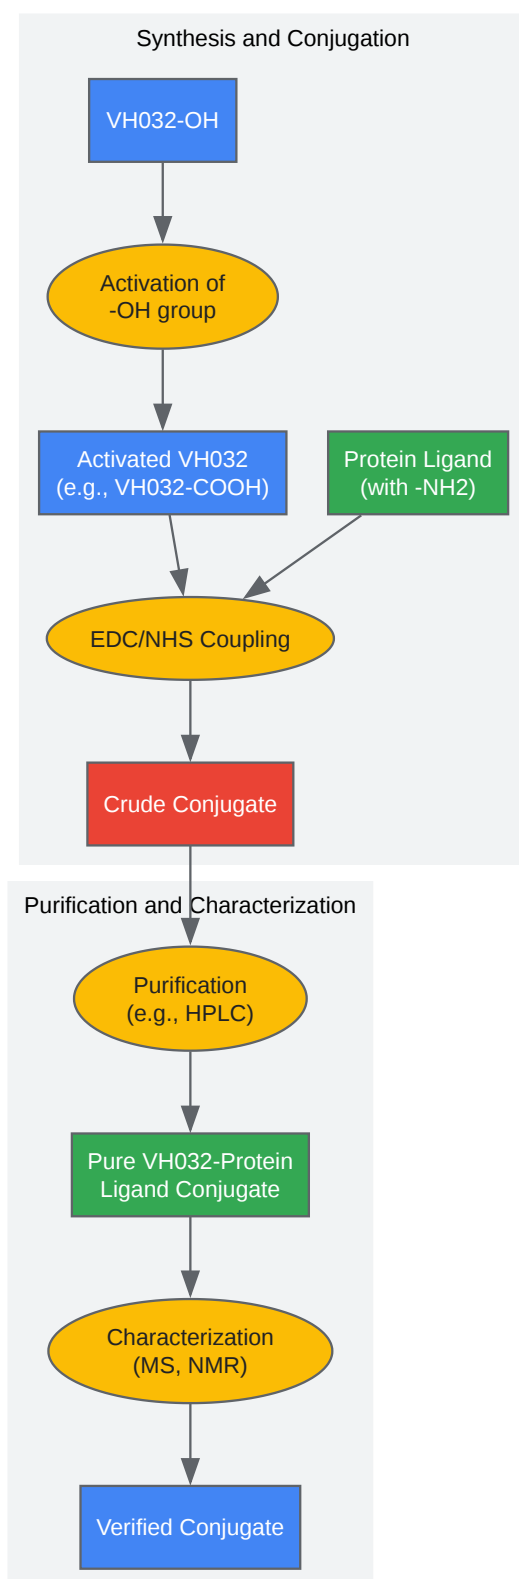 Synthesis and Conjugation
VH032-OH
Activation of
-OH group
Activated VH032
(e.g., VH032-COOH)
Protein Ligand
(with -NH2)
EDC/NHS Coupling
Crude Conjugate
Purification and Characterization
Purification
(e.g., HPLC)
Pure VH032-Protein
Ligand Conjugate
Characterization
(MS, NMR)
Verified Conjugate